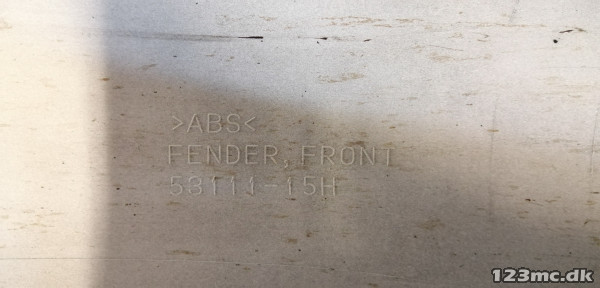 >ABS<
FENDER, FRONT
53111-15H
123mc.dk